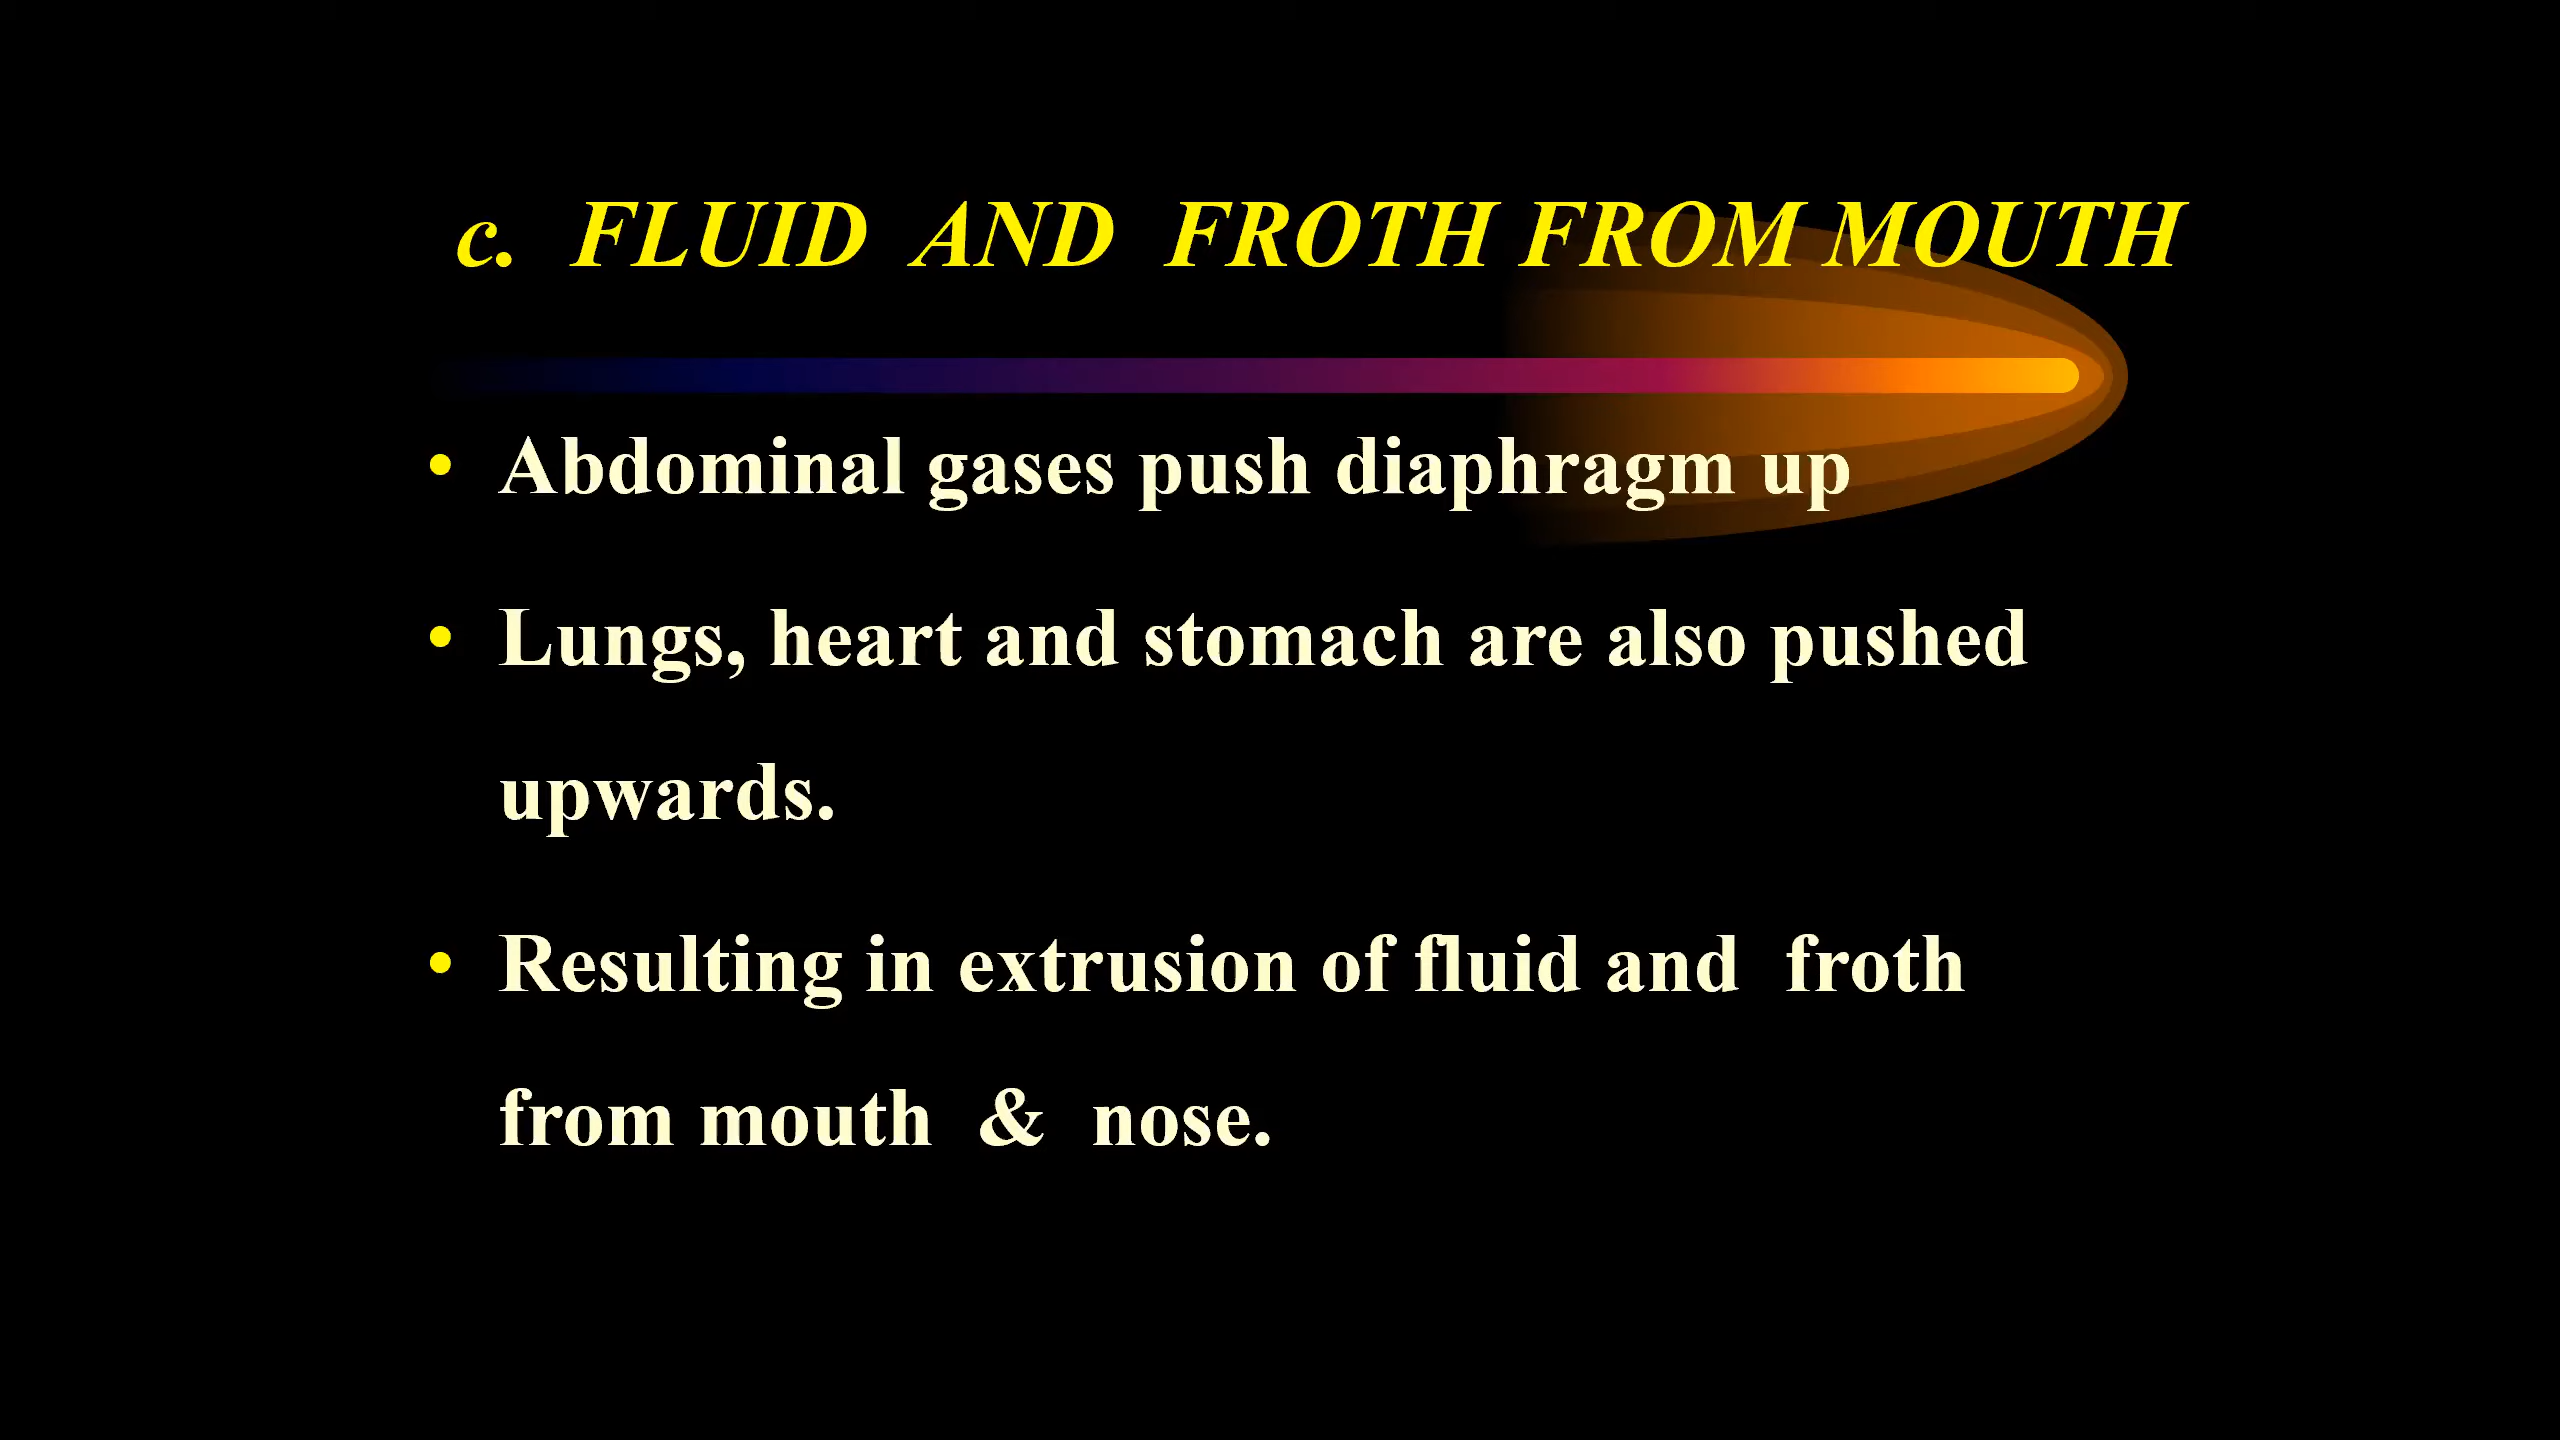 c. FLUID AND FROTH FROM MOUTH
• Abdominal gases push diaphragm up
• Lungs, heart and stomach are also pushed
upwards.
• Resulting in extrusion of fluid and froth
from mouth & nose.